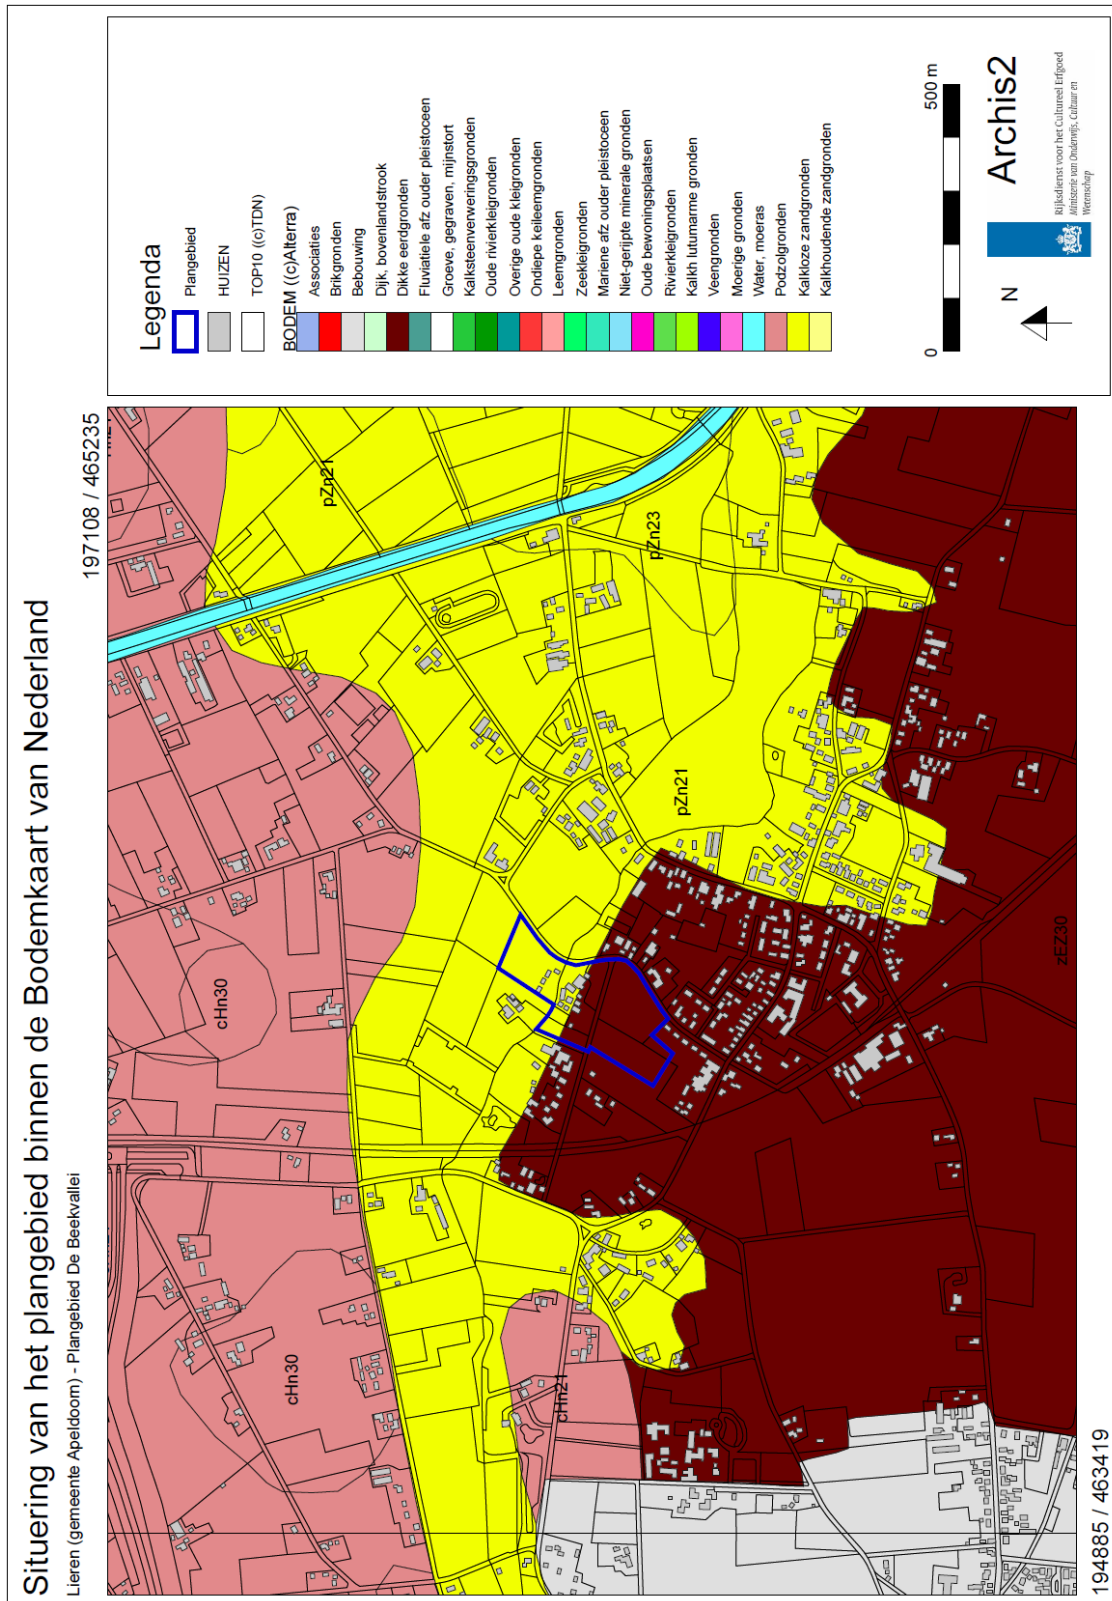 Situering van het plangebied binnen de Bodemkaart van Nederland
Lieren (gemeente Apeldoorn) - Plangebied De Beekvallei
197108 / 465235
194885 / 463419
cHn30
cHn30
cHn21
pZn21
pZn23
pZn21
zEZ30
Legenda
Plangebied
HUIZEN
TOP10 ((c)TDN)
BODEM ((c)Alterra)
Associaties
Brikgronden
Bebouwing
Dijk, bovenlandstrook
Dikke eerdgronden
Fluviatiele afz ouder pleistoceen
Groeve, gegraven, mijnstort
Kalksteenverweringsgronden
Oude rivierkleigronden
Overige oude kleigronden
Ondiepe keileemgronden
Leemgronden
Zeekleigronden
Mariene afz ouder pleistoceen
Niet-gerijpte minerale gronden
Oude bewoningsplaatsen
Rivierkleigronden
Kalkh lutumarme gronden
Veengronden
Moerige gronden
Water, moeras
Podzolgronden
Kalkloze zandgronden
Kalkhoudende zandgronden
0
500 m
N
Archis2
Rijksdienst voor het Cultureel Erfgoed
Ministerie van Onderwijs, Cultuur en
Wetenschap